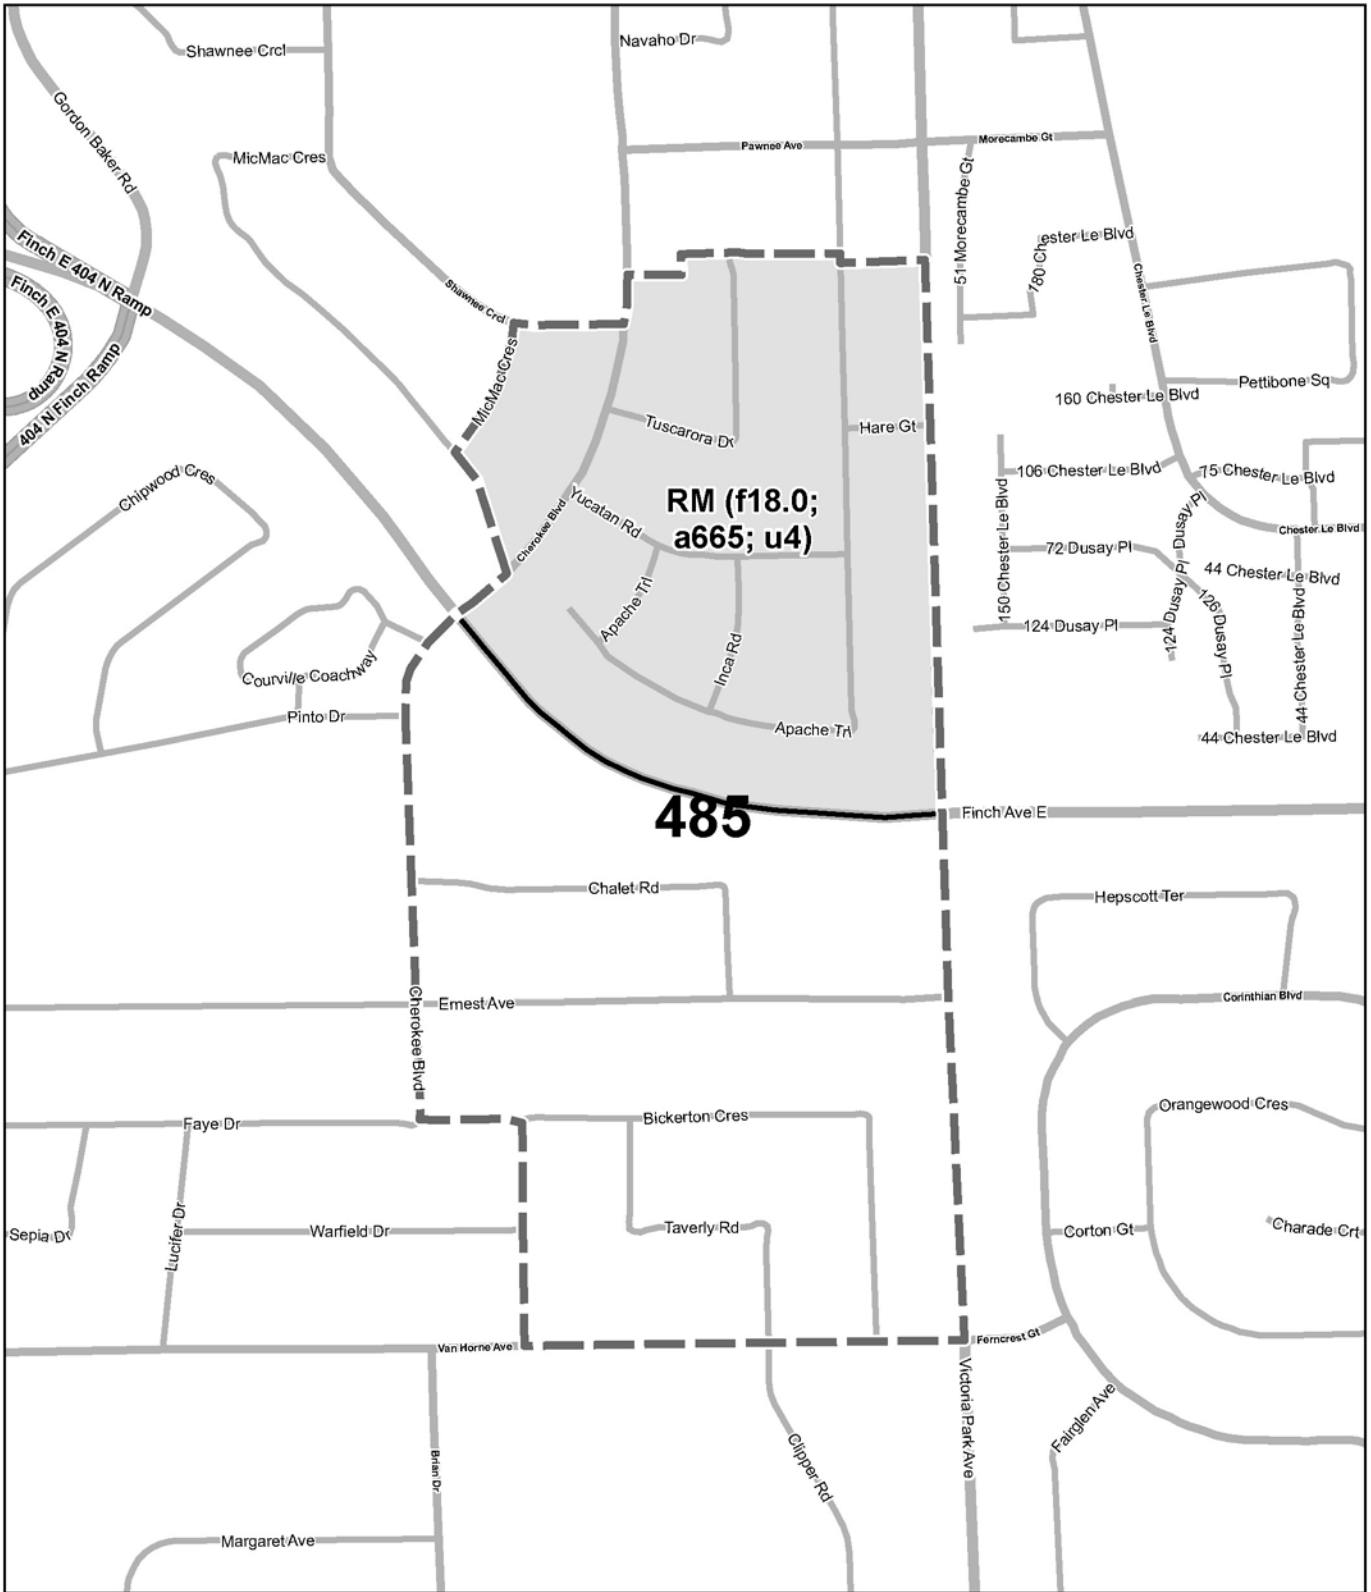 Navaho Dr
Shawnee Crcl
Gordon Baker Rd
Pawnee Ave
Morecambe Gt
MicMac Cres
51 Morecambe Gt
180 Chester Le Blvd
Finch E 404 N Ramp
Finch E 404 N Ramp
404 N Finch Ramp
Shawnee Crcl
Chester Le Blvd
MicMac Cres
Pettibone Sq
160 Chester Le Blvd
Tuscarora Dr
Hare Gt
106 Chester Le Blvd
75 Chester Le Blvd
Chipwood Cres
Yucatan Rd
Cherokee Blvd
RM (f18.0;
a665; u4)
150 Chester Le Blvd
Dusay Pl
Chester Le Blvd
72 Dusay Pl
44 Chester Le Blvd
Apache Trl
124 Dusay Pl
124 Dusay Pl
126 Dusay Pl
44 Chester Le Blvd
Inca Rd
Courville Coachway
Pinto Dr
Apache Trl
44 Chester Le Blvd
485
Finch Ave E
Chalet Rd
Hepscott Ter
Ernest Ave
Cherokee Blvd
Corinthian Blvd
Orangewood Cres
Faye Dr
Bickerton Cres
Sepia Dr
Lucifer Dr
Warfield Dr
Taverly Rd
Corton Gt
Charade Crt
Van Horne Ave
Ferncrest Gt
Victoria Park Ave
Fairglen Ave
Brian Dr
Clipper Rd
Margaret Ave